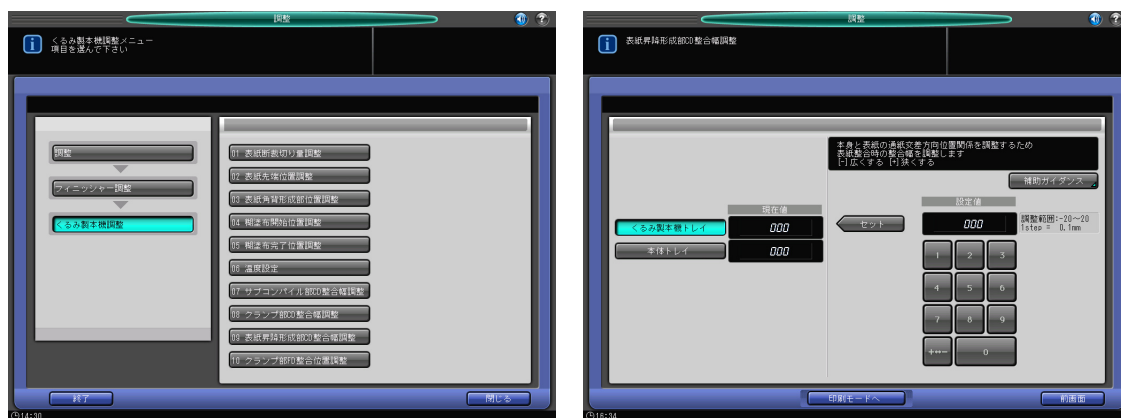 調整
くるみ製本機調整メニュー
項目を選んで下さい
調整
フィニッシャー調整
くるみ製本機調整
01 表紙断裁切り量調整
02 表紙先端位置調整
03 表紙角背形成部位置調整
04 糊塗布開始位置調整
05 糊塗布完了位置調整
06 温度設定
07 サブコンパイル部CD整合幅調整
08 クランプ部CD整合幅調整
09 表紙昇降形成部CD整合幅調整
10 クランプ部FD整合位置調整
終了
閉じる
14:30
調整
表紙昇降形成部CD整合幅調整
本身と表紙の通紙交差方向位置関係を調整するため
表紙整合時の整合幅を調整します
[-]広くする [+]狭くする
補助ガイダンス
現在値
設定値
くるみ製本機トレイ
000
セット
000
調整範囲:-20~20
1step = 0.1mm
本体トレイ
000
1 2 3
4 5 6
7 8 9
+↔- 0
印刷モードへ
前画面
16:34